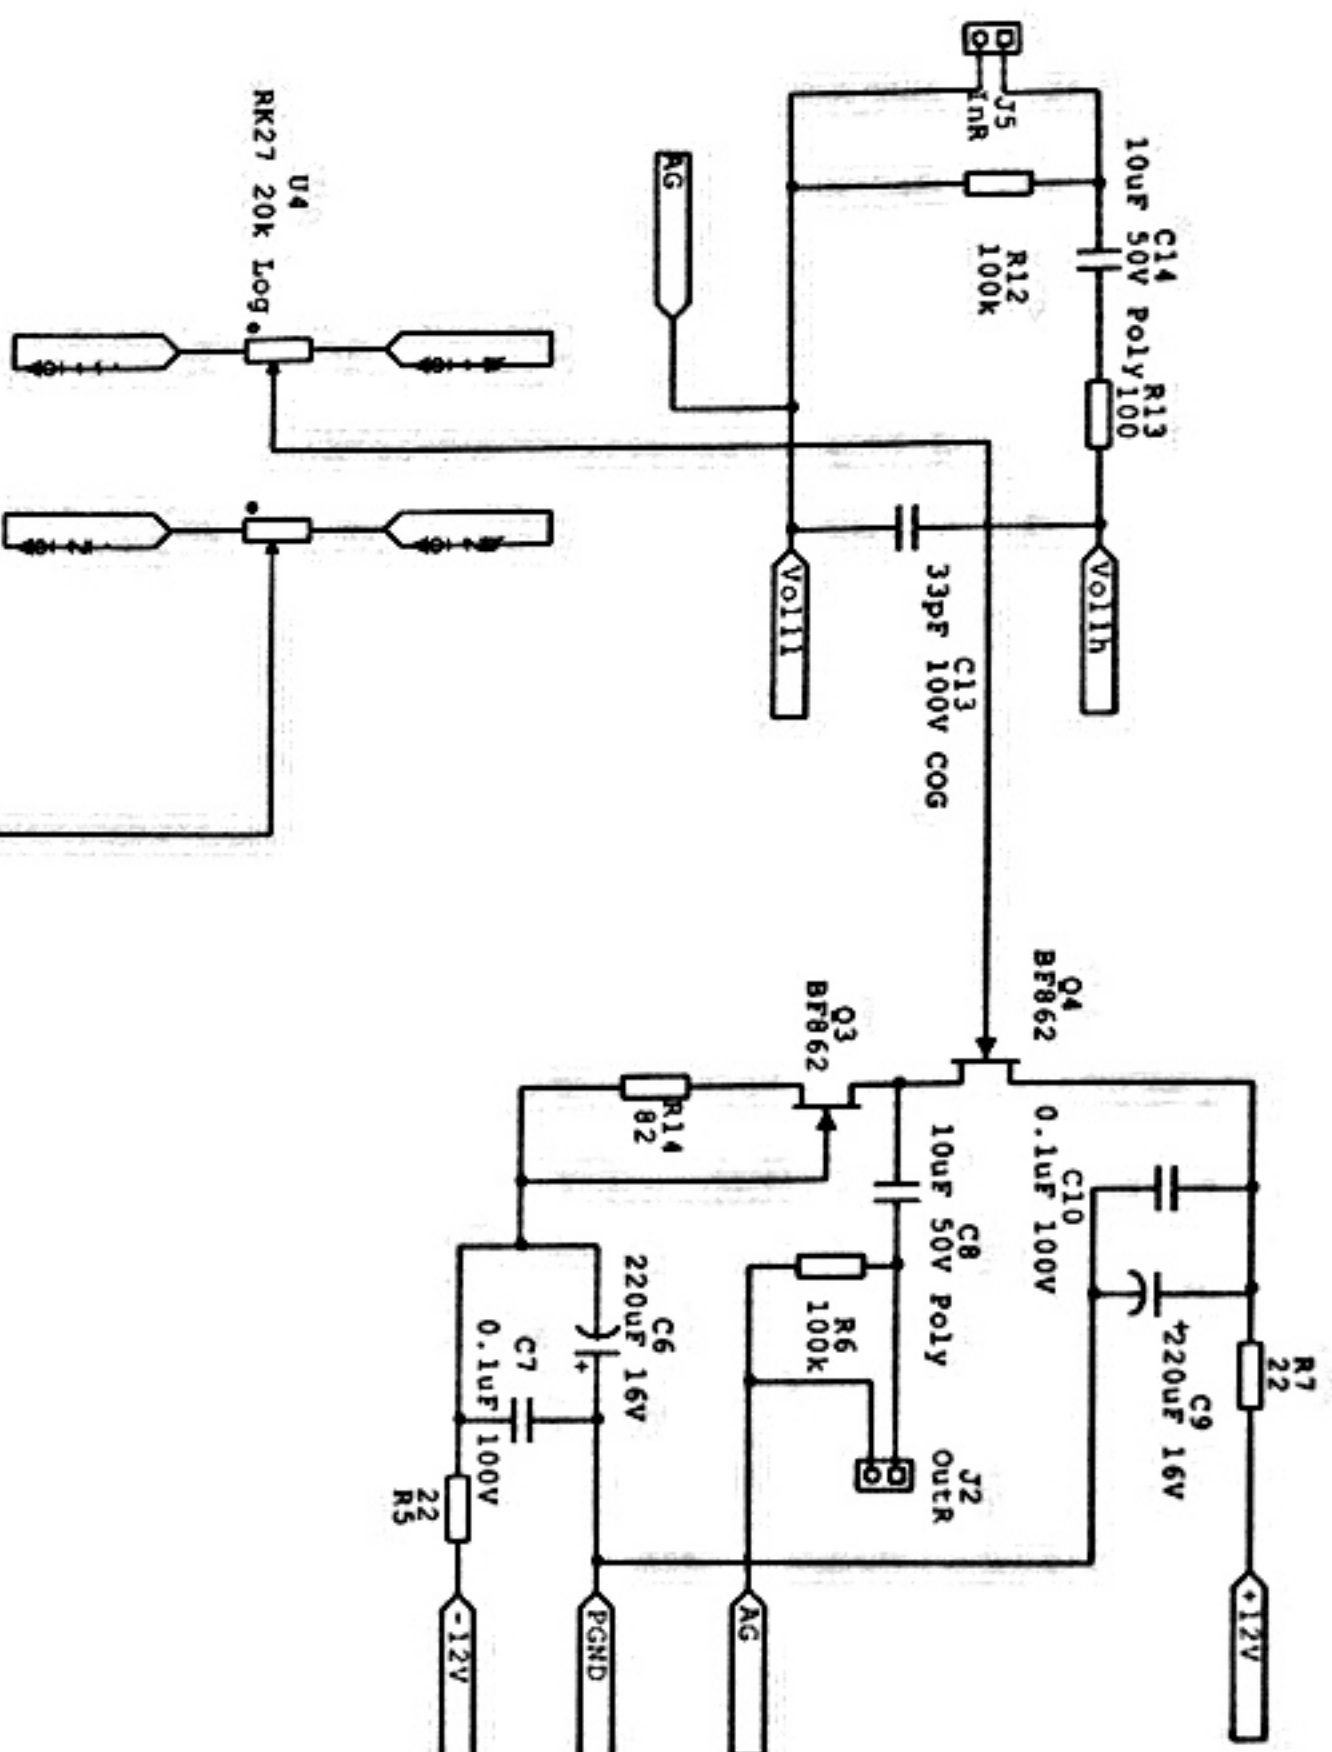 J5
InR
C14
10uF 50V Poly
R12
100k
R13
100
AG
U4
RK27 20k Log
Vol1h
Vol1l
C13
33pF 100V COG
Q4
BF862
Q3
BF862
R14
82
C10
0.1uF 100V
C8
10uF 50V Poly
C9
+
220uF 16V
R7
22
R6
100k
C6
220uF 16V
+
C7
0.1uF 100V
J2
OutR
22
R5
+12V
AG
PGND
-12V